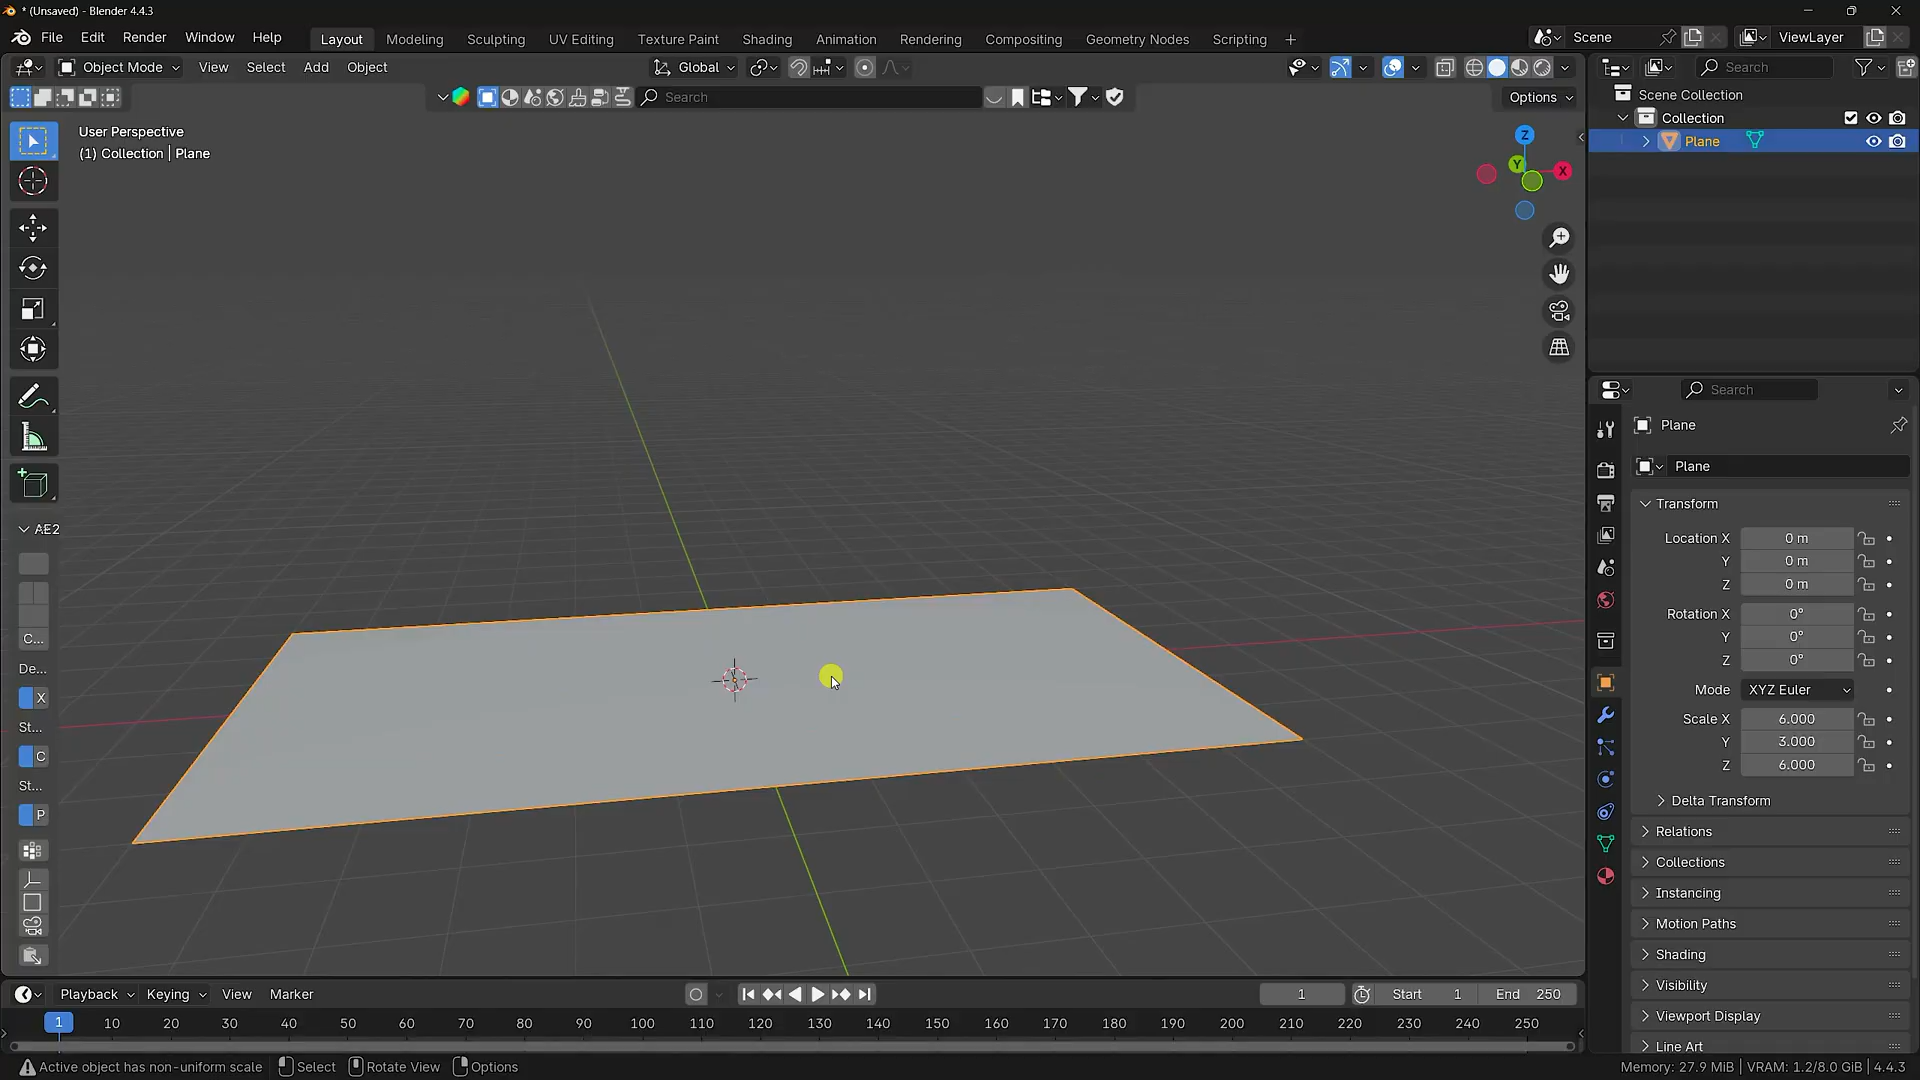 * (Unsaved) - Blender 4.4.3
File Edit Render Window Help Layout Modeling Sculpting UV Editing Texture Paint Shading Animation Rendering Compositing Geometry Nodes Scripting + Scene ViewLayer
Object Mode View Select Add Object Global Search
Search Options
User Perspective
(1) Collection | Plane
Z
Y
X
AE2
C...
De...
X
St...
C
St...
P
Scene Collection
Collection
Plane
Search
Plane
Plane
Transform
Location X 0 m
Y 0 m
Z 0 m
Rotation X 0°
Y 0°
Z 0°
Mode XYZ Euler
Scale X 6.000
Y 3.000
Z 6.000
Delta Transform
Relations
Collections
Instancing
Motion Paths
Shading
Visibility
Viewport Display
Line Art
Playback Keying View Marker 1 Start 1 End 250
1 10 20 30 40 50 60 70 80 90 100 110 120 130 140 150 160 170 180 190 200 210 220 230 240 250
Active object has non-uniform scale Select Rotate View Options Memory: 27.9 MiB | VRAM: 1.2/8.0 GiB | 4.4.3